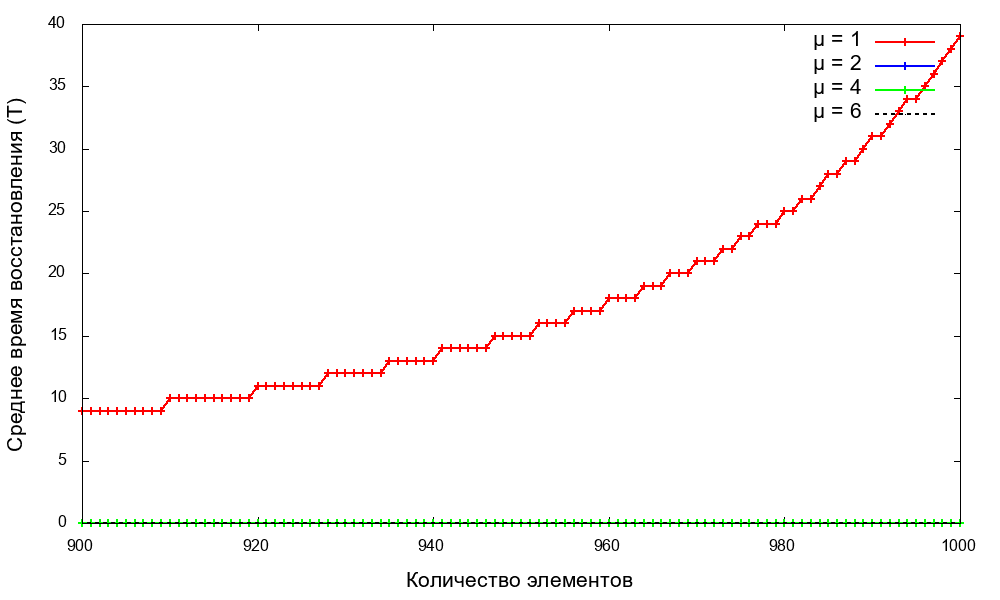 40
35
30
25
20
15
10
5
0
900
920
940
960
980
1000
Среднее время восстановления (T)
Количество элементов
μ = 1
μ = 2
μ = 4
μ = 6